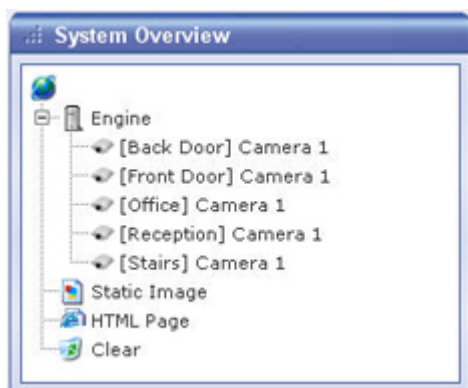 System Overview
Engine
[Back Door] Camera 1
[Front Door] Camera 1
[Office] Camera 1
[Reception] Camera 1
[Stairs] Camera 1
Static Image
HTML Page
Clear